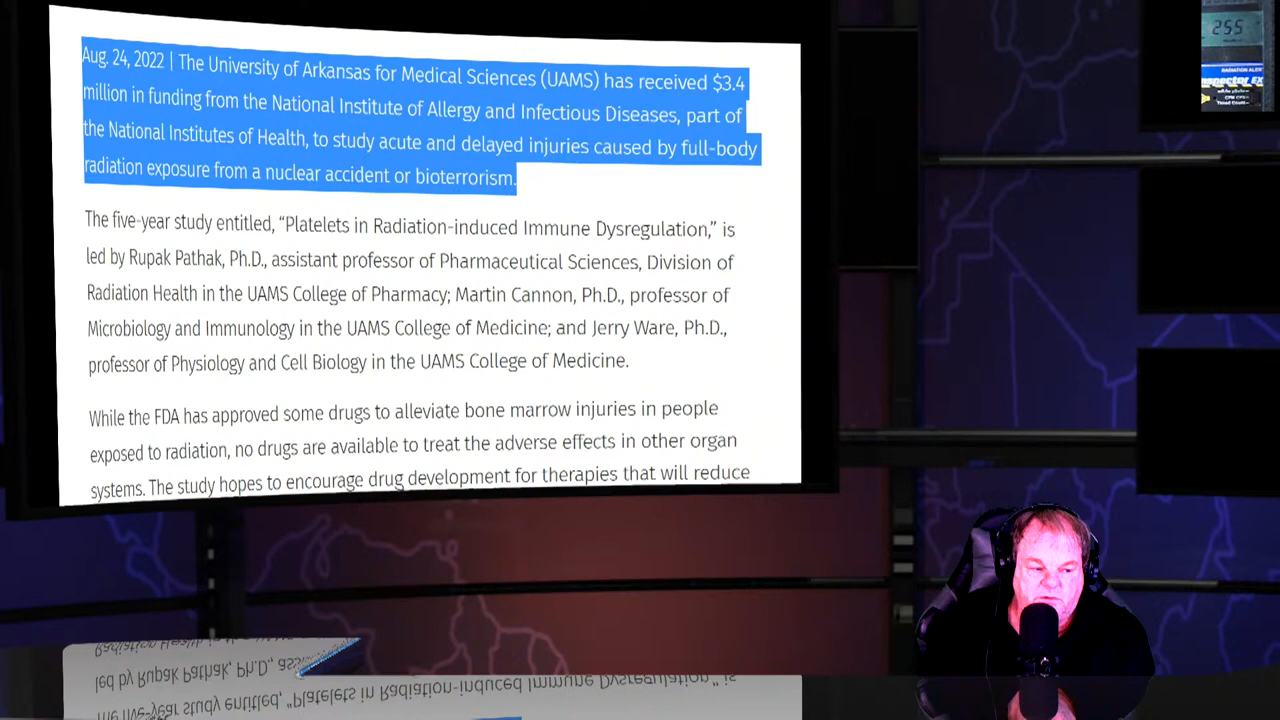 Aug. 24, 2022 | The University of Arkansas for Medical Sciences (UAMS) has received $3.4
million in funding from the National Institute of Allergy and Infectious Diseases, part of
the National Institutes of Health, to study acute and delayed injuries caused by full-body
radiation exposure from a nuclear accident or bioterrorism.
The five-year study entitled, “Platelets in Radiation-induced Immune Dysregulation,” is
led by Rupak Pathak, Ph.D., assistant professor of Pharmaceutical Sciences, Division of
Radiation Health in the UAMS College of Pharmacy; Martin Cannon, Ph.D., professor of
Microbiology and Immunology in the UAMS College of Medicine; and Jerry Ware, Ph.D.,
professor of Physiology and Cell Biology in the UAMS College of Medicine.
While the FDA has approved some drugs to alleviate bone marrow injuries in people
exposed to radiation, no drugs are available to treat the adverse effects in other organ
systems. The study hopes to encourage drug development for therapies that will reduce
255
RADIATION ALERT
nspector EX